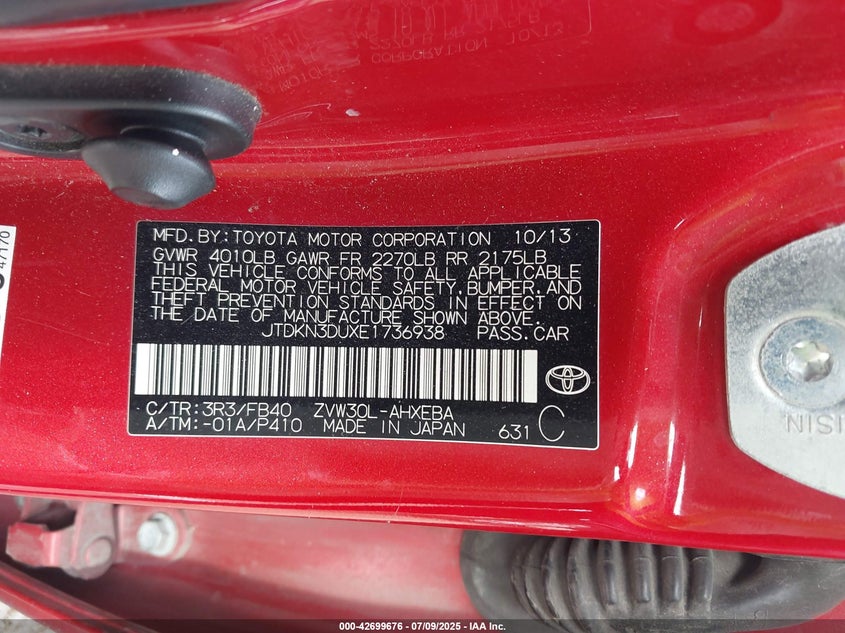 MFD. BY:TOYOTA MOTOR CORPORATION 10/13
GVWR 4010LB GAWR FR 2270LB RR 2175LB
THIS VEHICLE CONFORMS TO ALL APPLICABLE
FEDERAL MOTOR VEHICLE SAFETY,BUMPER,AND
THEFT PREVENTION STANDARDS IN EFFECT ON
THE DATE OF MANUFACTURE SHOWN ABOVE.
JTDKN3DUXE1736938 PASS.CAR
C/TR:3R3/FB40 ZVW30L-AHXEBA
A/TM:-01A/P410 MADE IN JAPAN 631 C
47170
ISIN
000-42699676 - 07/09/2025 - IAA Inc.